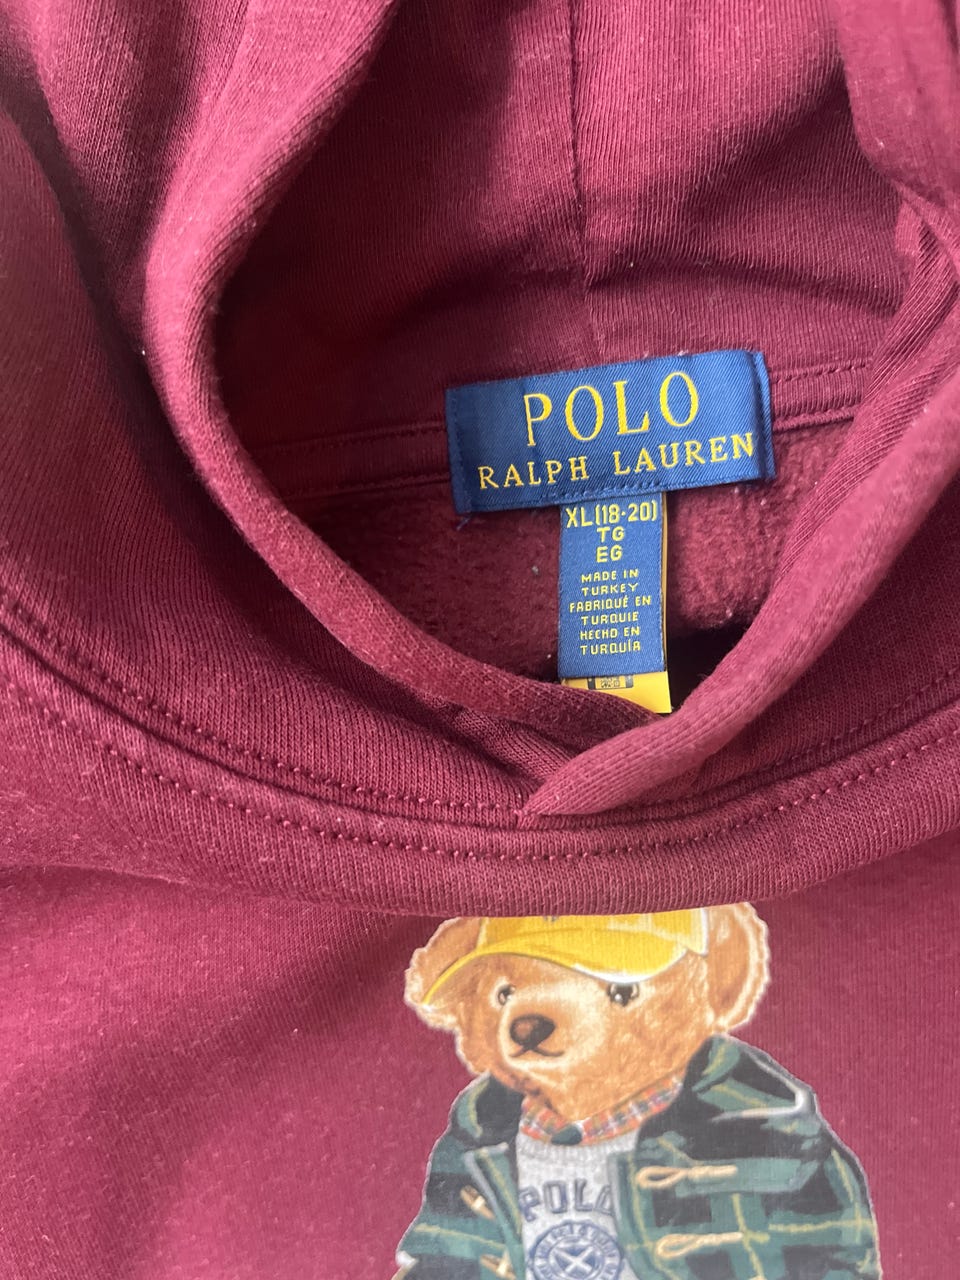 POLO
RALPH LAUREN
XL(18-20)
TG
EG
MADE IN
TURKEY
FABRIQUÉ EN
TURQUIE
HECHO EN
TURQUÍA
POLO